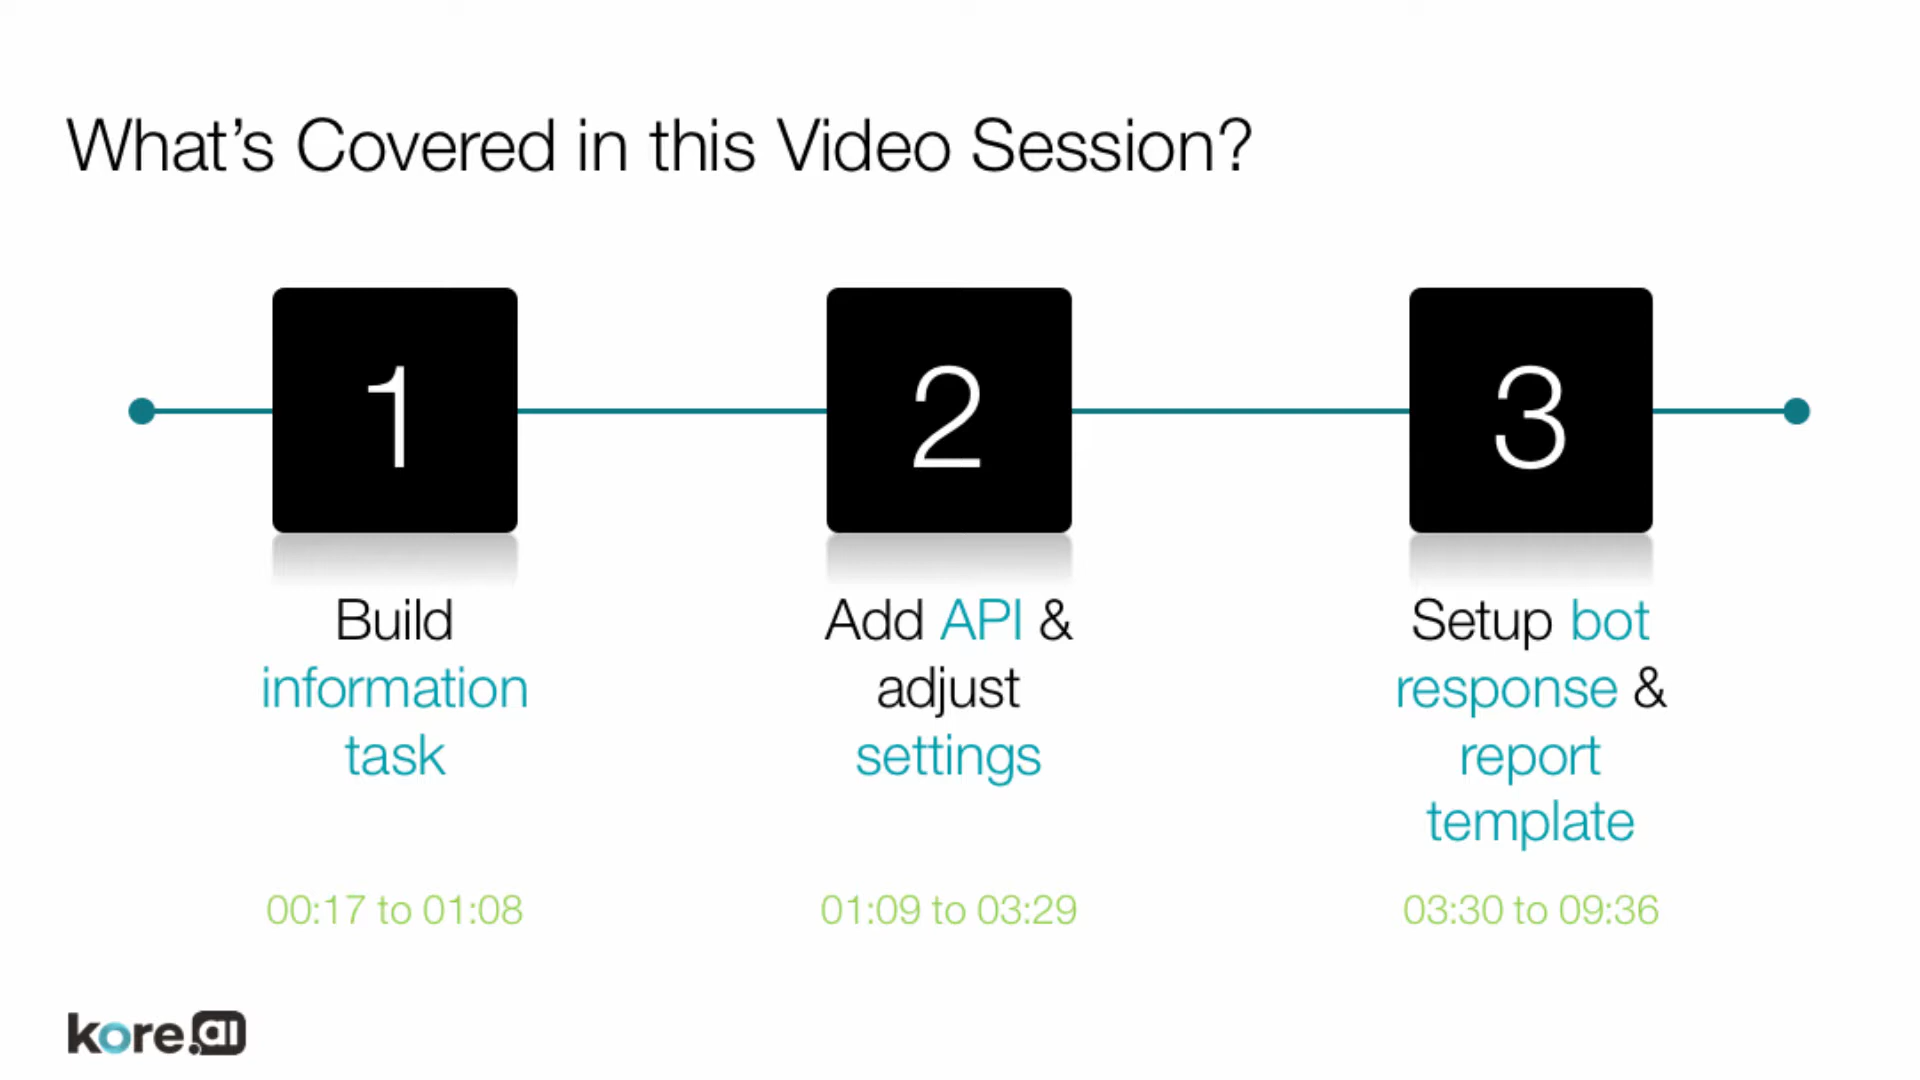 What's Covered in this Video Session?
1
2
3
Build
information
task
Add API &
adjust
settings
Setup bot
response &
report
template
00:17 to 01:08
01:09 to 03:29
03:30 to 09:36
kore.ai